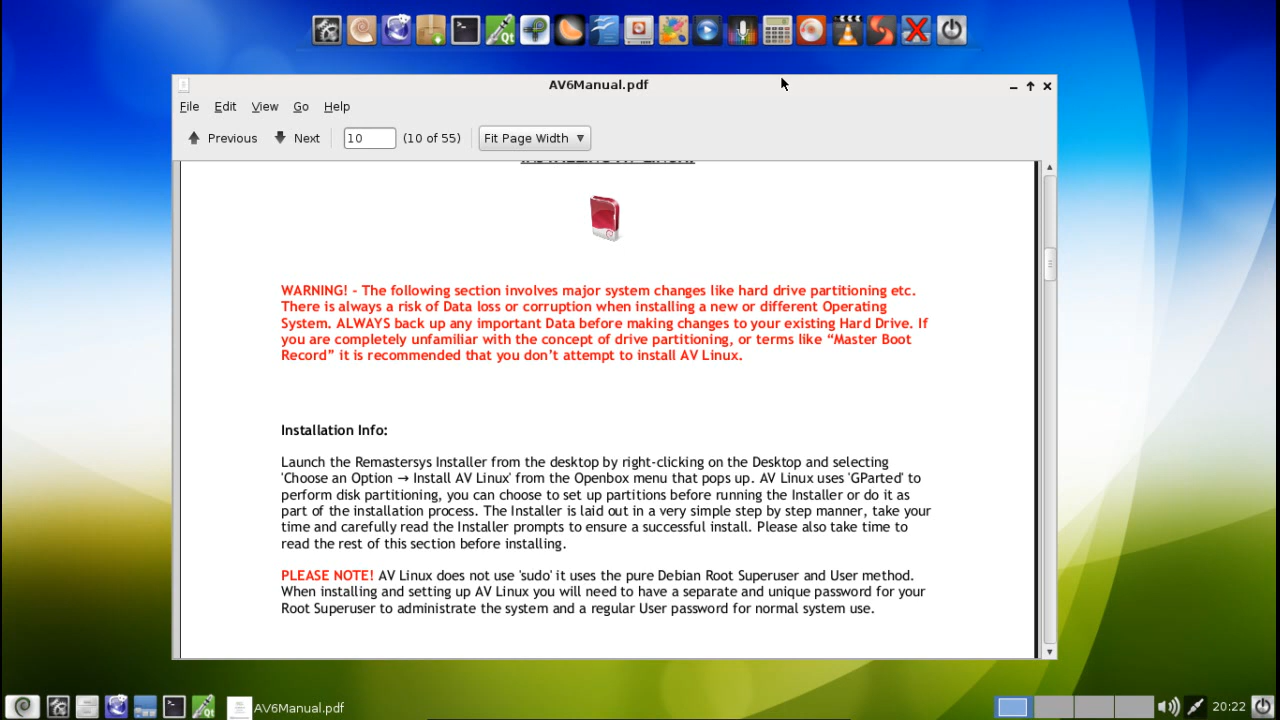 AV6Manual.pdf
File Edit View Go Help
Previous Next 10 (10 of 55) Fit Page Width
WARNING! - The following section involves major system changes like hard drive partitioning etc.
There is always a risk of Data loss or corruption when installing a new or different Operating
System. ALWAYS back up any important Data before making changes to your existing Hard Drive. If
you are completely unfamiliar with the concept of drive partitioning, or terms like “Master Boot
Record” it is recommended that you don’t attempt to install AV Linux.
Installation Info:
Launch the Remastersys Installer from the desktop by right-clicking on the Desktop and selecting
'Choose an Option → Install AV Linux' from the Openbox menu that pops up. AV Linux uses 'GParted' to
perform disk partitioning, you can choose to set up partitions before running the Installer or do it as
part of the installation process. The Installer is laid out in a very simple step by step manner, take your
time and carefully read the Installer prompts to ensure a successful install. Please also take time to
read the rest of this section before installing.
PLEASE NOTE! AV Linux does not use 'sudo' it uses the pure Debian Root Superuser and User method.
When installing and setting up AV Linux you will need to have a separate and unique password for your
Root Superuser to administrate the system and a regular User password for normal system use.
AV6Manual.pdf
20:22